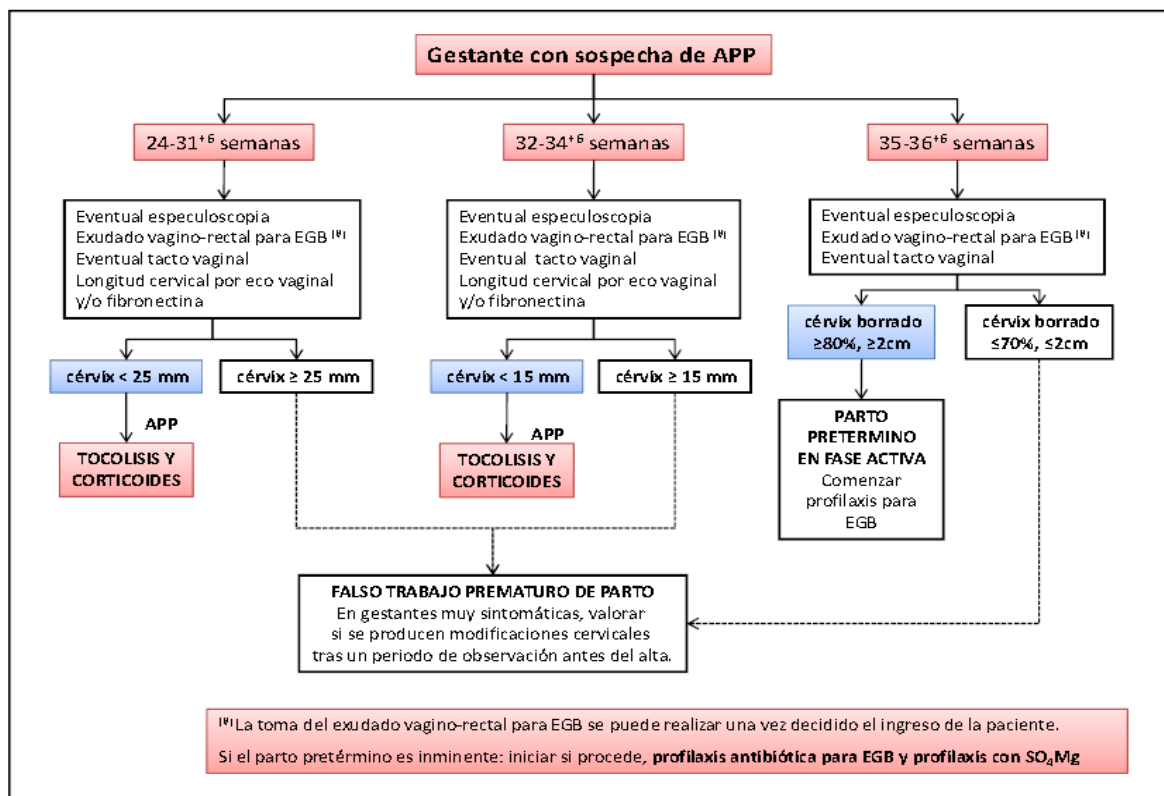 Gestante con sospecha de APP
24-31⁺⁶ semanas
32-34⁺⁶ semanas
35-36⁺⁶ semanas
Eventual especuloscopia
Exudado vagino-rectal para EGB (#)
Eventual tacto vaginal
Longitud cervical por eco vaginal
y/o fibronectina
Eventual especuloscopia
Exudado vagino-rectal para EGB (#)
Eventual tacto vaginal
Longitud cervical por eco vaginal
y/o fibronectina
Eventual especuloscopia
Exudado vagino-rectal para EGB (#)
Eventual tacto vaginal
cérvix < 25 mm
cérvix ≥ 25 mm
cérvix < 15 mm
cérvix ≥ 15 mm
cérvix borrado
≥80%, ≥2cm
cérvix borrado
≤70%, ≤2cm
APP
TOCOLISIS Y
CORTICOIDES
APP
TOCOLISIS Y
CORTICOIDES
PARTO
PRETERMINO
EN FASE ACTIVA
Comenzar
profilaxis para
EGB
FALSO TRABAJO PREMATURO DE PARTO
En gestantes muy sintomáticas, valorar
si se producen modificaciones cervicales
tras un periodo de observación antes del alta.
(#) La toma del exudado vagino-rectal para EGB se puede realizar una vez decidido el ingreso de la paciente.
Si el parto pretérmino es inminente: iniciar si procede, profilaxis antibiótica para EGB y profilaxis con SO₄Mg